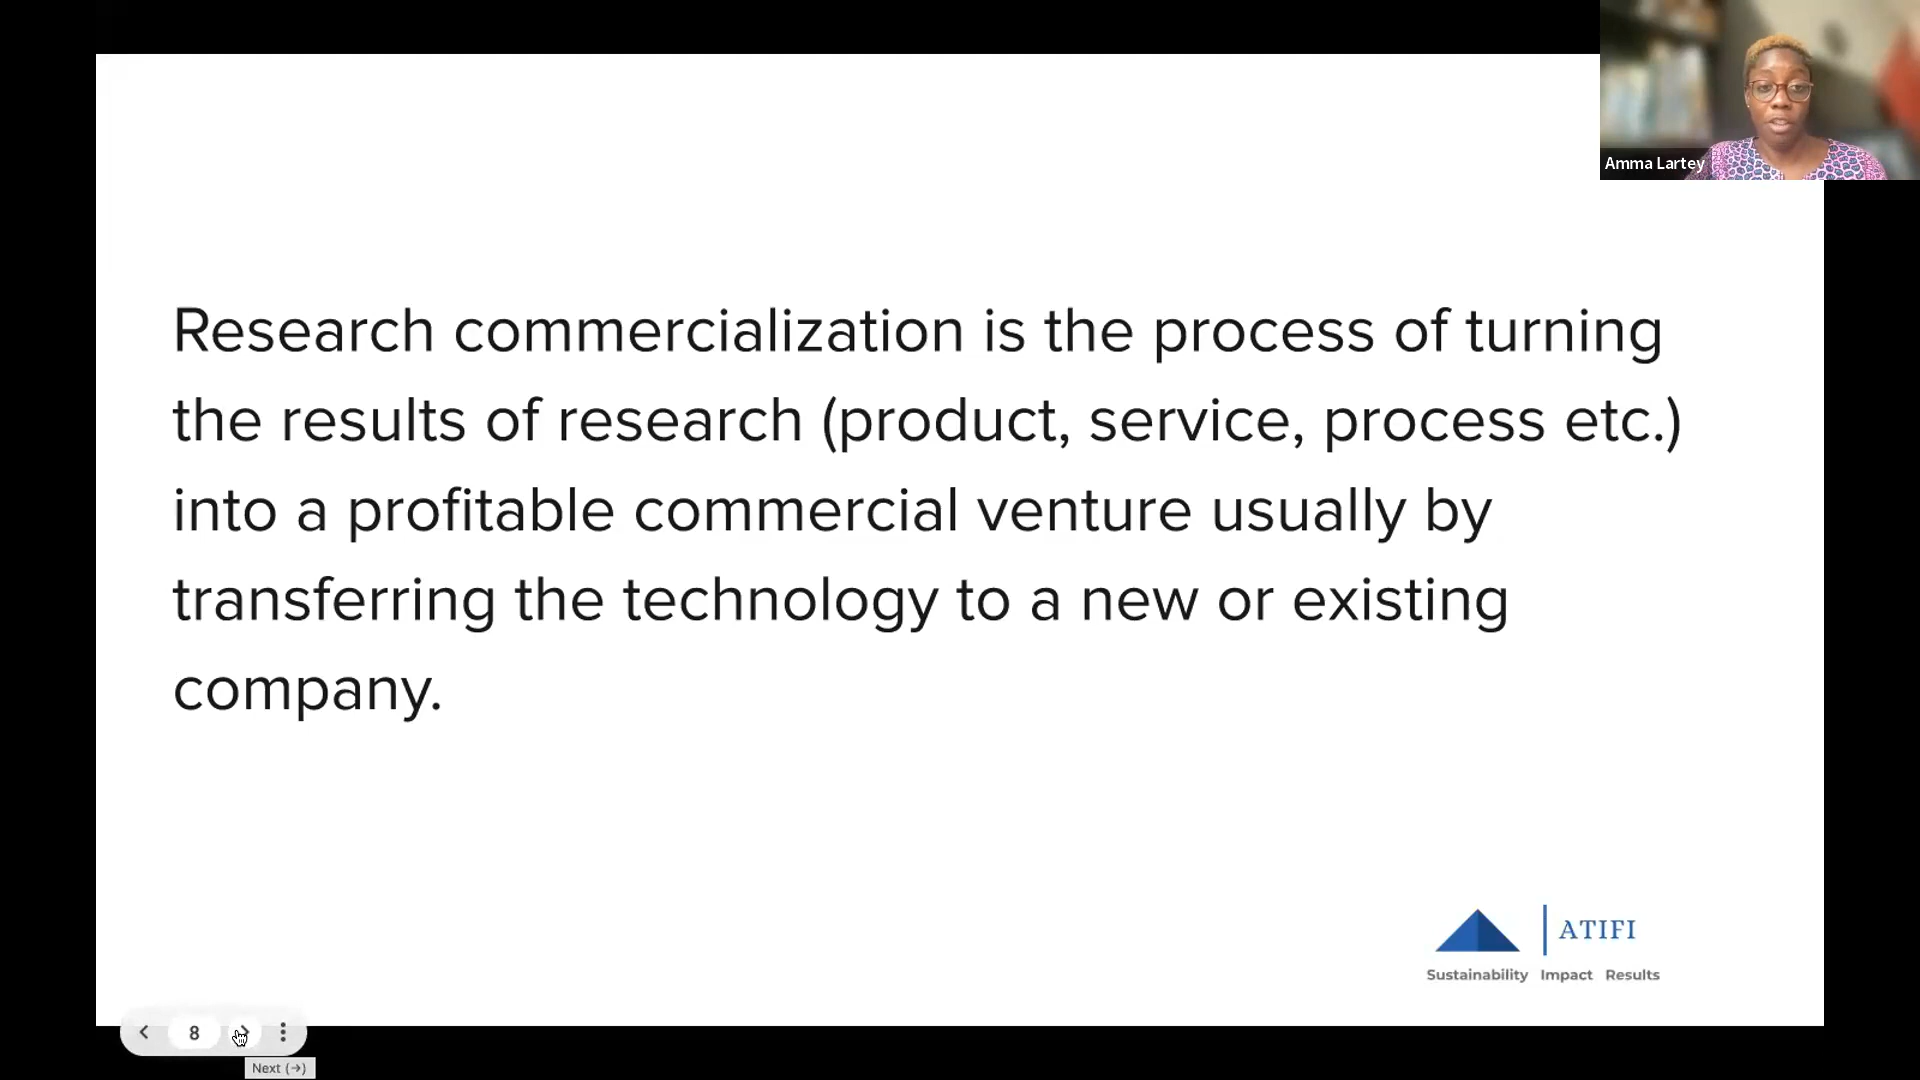 Amma Lartey
Research commercialization is the process of turning
the results of research (product, service, process etc.)
into a profitable commercial venture usually by
transferring the technology to a new or existing
company.
ATIFI
Sustainability Impact Results
8
Next (→)